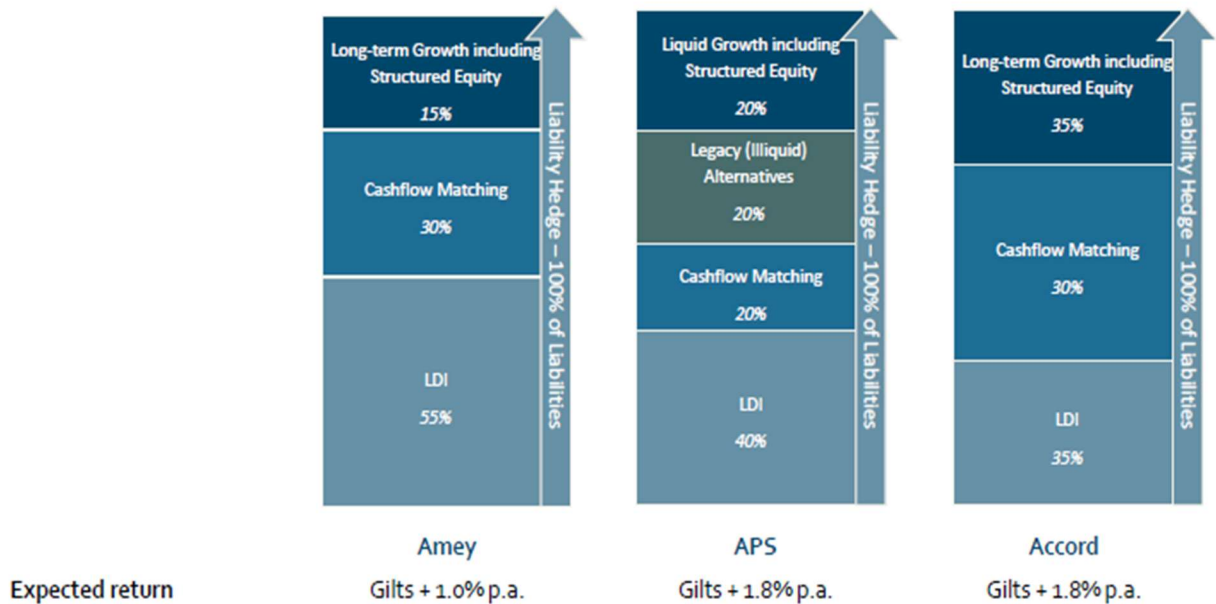 Long-term Growth including
Structured Equity
15%
Cashflow Matching
30%
LDI
55%
Liability Hedge – 100% of Liabilities
Liquid Growth including
Structured Equity
20%
Legacy (Illiquid)
Alternatives
20%
Cashflow Matching
20%
LDI
40%
Liability Hedge – 100% of Liabilities
Long-term Growth including
Structured Equity
35%
Cashflow Matching
30%
LDI
35%
Liability Hedge – 100% of Liabilities
Amey
APS
Accord
Expected return
Gilts + 1.0% p.a.
Gilts + 1.8% p.a.
Gilts + 1.8% p.a.